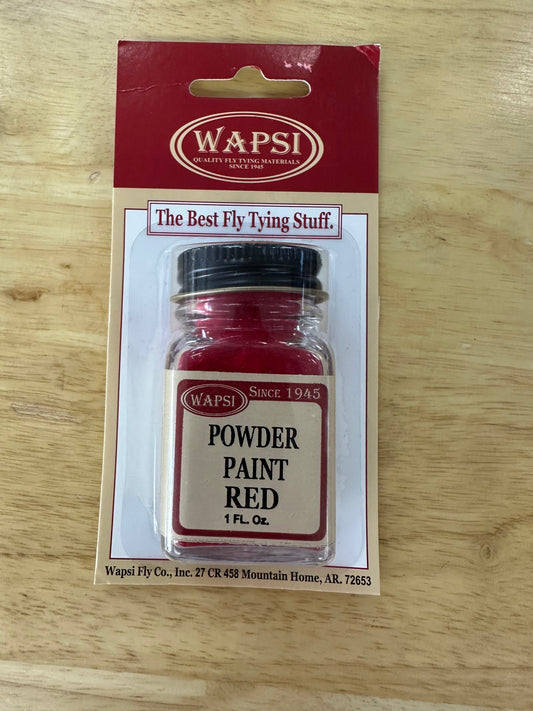 WAPSI
QUALITY FLY TYING MATERIALS
SINCE 1945
The Best Fly Tying Stuff.
WAPSI SINCE 1945
POWDER
PAINT
RED
1 FL. Oz.
Wapsi Fly Co., Inc. 27 CR 458 Mountain Home, AR. 72653